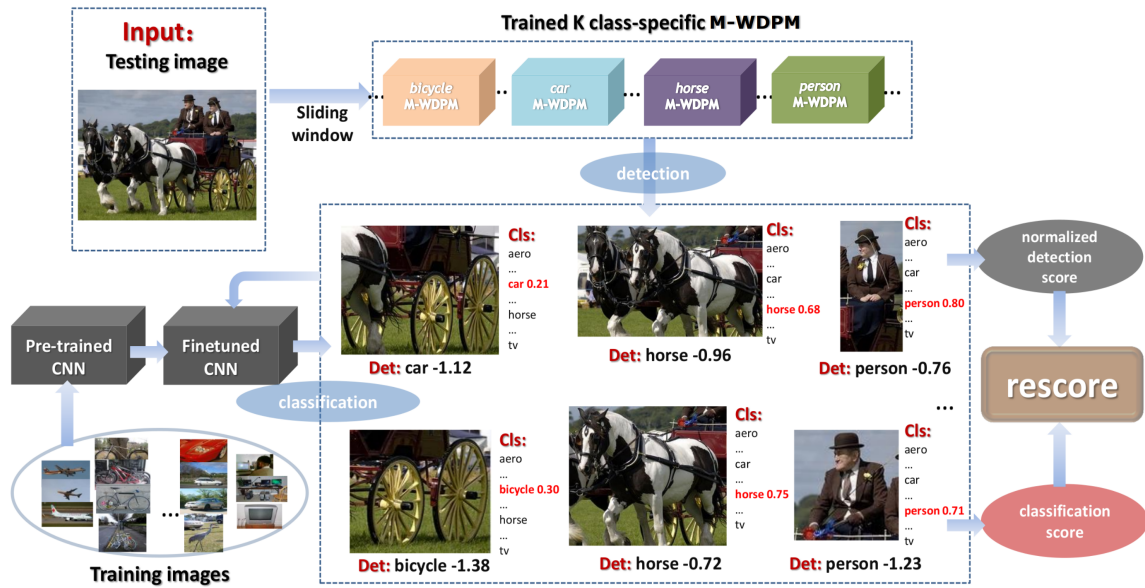 Trained K class-specific M-WDPM
Input:
Testing image
Sliding
window
...
bicycle
M-WDPM
...
car
M-WDPM
...
horse
M-WDPM
...
person
M-WDPM
...
detection
Cls:
aero
...
car 0.21
...
horse
...
tv
Det: car -1.12
Cls:
aero
...
car
...
horse 0.68
...
tv
Det: horse -0.96
Cls:
aero
...
car
...
person 0.80
...
tv
Det: person -0.76
...
normalized
detection
score
Pre-trained
CNN
Finetuned
CNN
classification
rescore
Cls:
aero
...
bicycle 0.30
...
horse
...
tv
Det: bicycle -1.38
Cls:
aero
...
car
...
horse 0.75
...
tv
Det: horse -0.72
Cls:
aero
...
car
...
person 0.71
...
tv
Det: person -1.23
classification
score
...
Training images